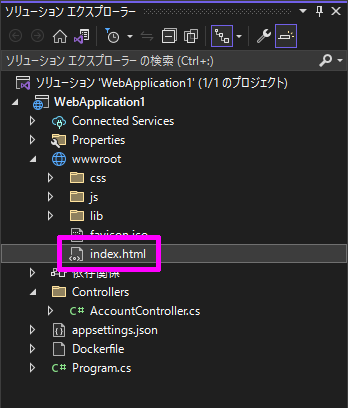 ソリューション エクスプローラー
ソリューション エクスプローラー の検索 (Ctrl+:)
ソリューション 'WebApplication1' (1/1 のプロジェクト)
WebApplication1
Connected Services
Properties
wwwroot
css
js
lib
favicon.ico
index.html
依存関係
Controllers
AccountController.cs
appsettings.json
Dockerfile
Program.cs